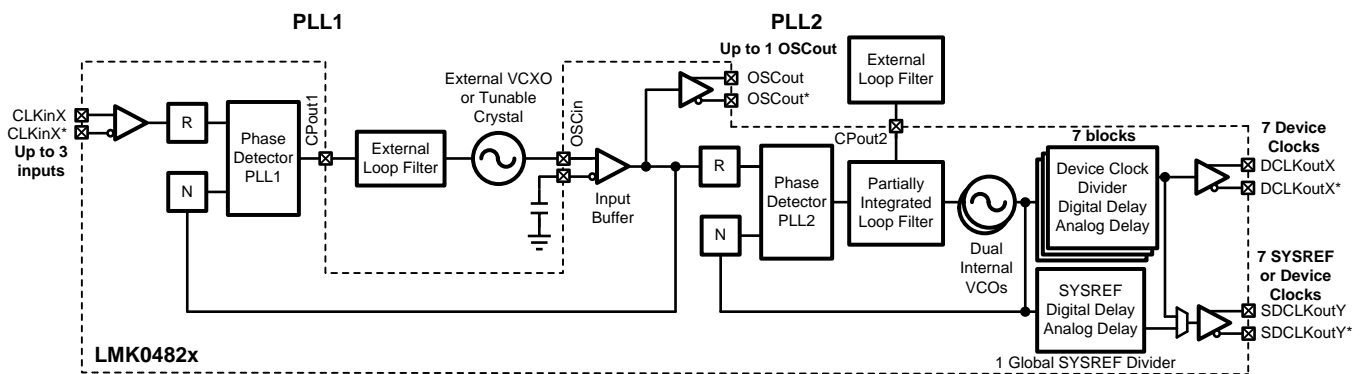 PLL1
PLL2
Up to 1 OSCout
External
Loop Filter
OSCout
OSCout*
External VCXO
or Tunable
Crystal
CLKinX
CLKinX*
Up to 3
inputs
R
N
Phase
Detector
PLL1
CPout1
External
Loop Filter
OSCin
Input
Buffer
R
N
Phase
Detector
PLL2
CPout2
Partially
Integrated
Loop Filter
Dual
Internal
VCOs
7 blocks
Device Clock
Divider
Digital Delay
Analog Delay
7 Device
Clocks
DCLKoutX
DCLKoutX*
7 SYSREF
or Device
Clocks
SYSREF
Digital Delay
Analog Delay
SDCLKoutY
SDCLKoutY*
1 Global SYSREF Divider
LMK0482x